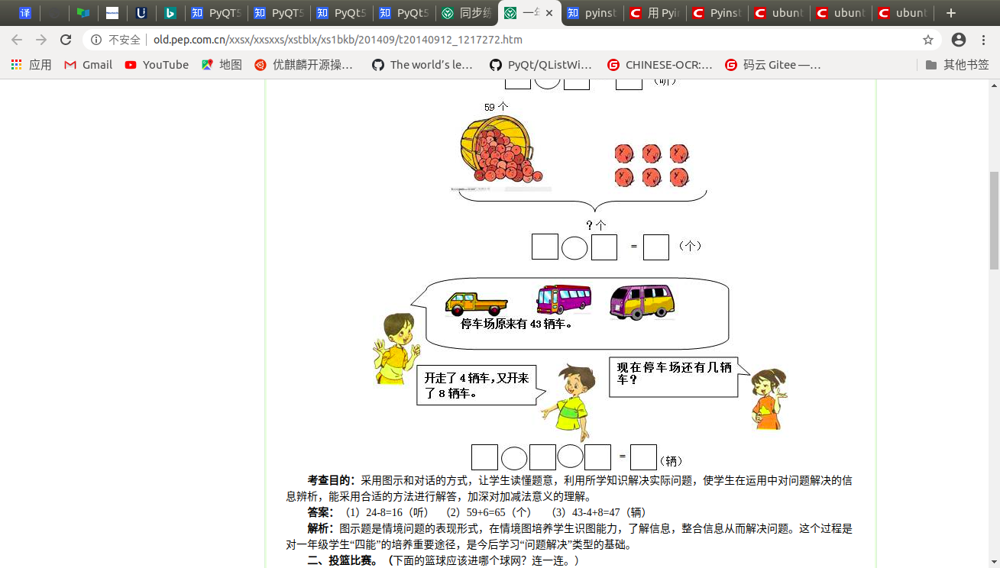 PyQT5
PyQT5
PyQt5
PyQt5
同步练
pyinst
用 Pyin
Pyinst
ubunt
ubunt
ubunt
不安全 old.pep.com.cn/xxsx/xxsxxs/xstblx/xs1bkb/201409/t20140912_1217272.htm
应用 Gmail YouTube 地图 优麒麟开源操... The world's le... PyQt/QListWi... CHINESE-OCR:... 码云 Gitee —... 其他书签
(听)
59 个
? 个
= (个)
停车场原来有 43 辆车。
开走了 4 辆车,又开来
了 8 辆车。
现在停车场还有几辆
车?
= (辆)
考查目的：采用图示和对话的方式，让学生读懂题意，利用所学知识解决实际问题，使学生在运用中对问题解决的信
息辨析，能采用合适的方法进行解答，加深对加减法意义的理解。
答案：（1）24-8=16（听） （2）59+6=65（个） （3）43-4+8=47（辆）
解析：图示题是情境问题的表现形式，在情境图培养学生识图能力，了解信息，整合信息从而解决问题。这个过程是
对一年级学生“四能”的培养重要途径，是今后学习“问题解决”类型的基础。
二、投篮比赛。（下面的篮球应该进哪个球网？连一连。）